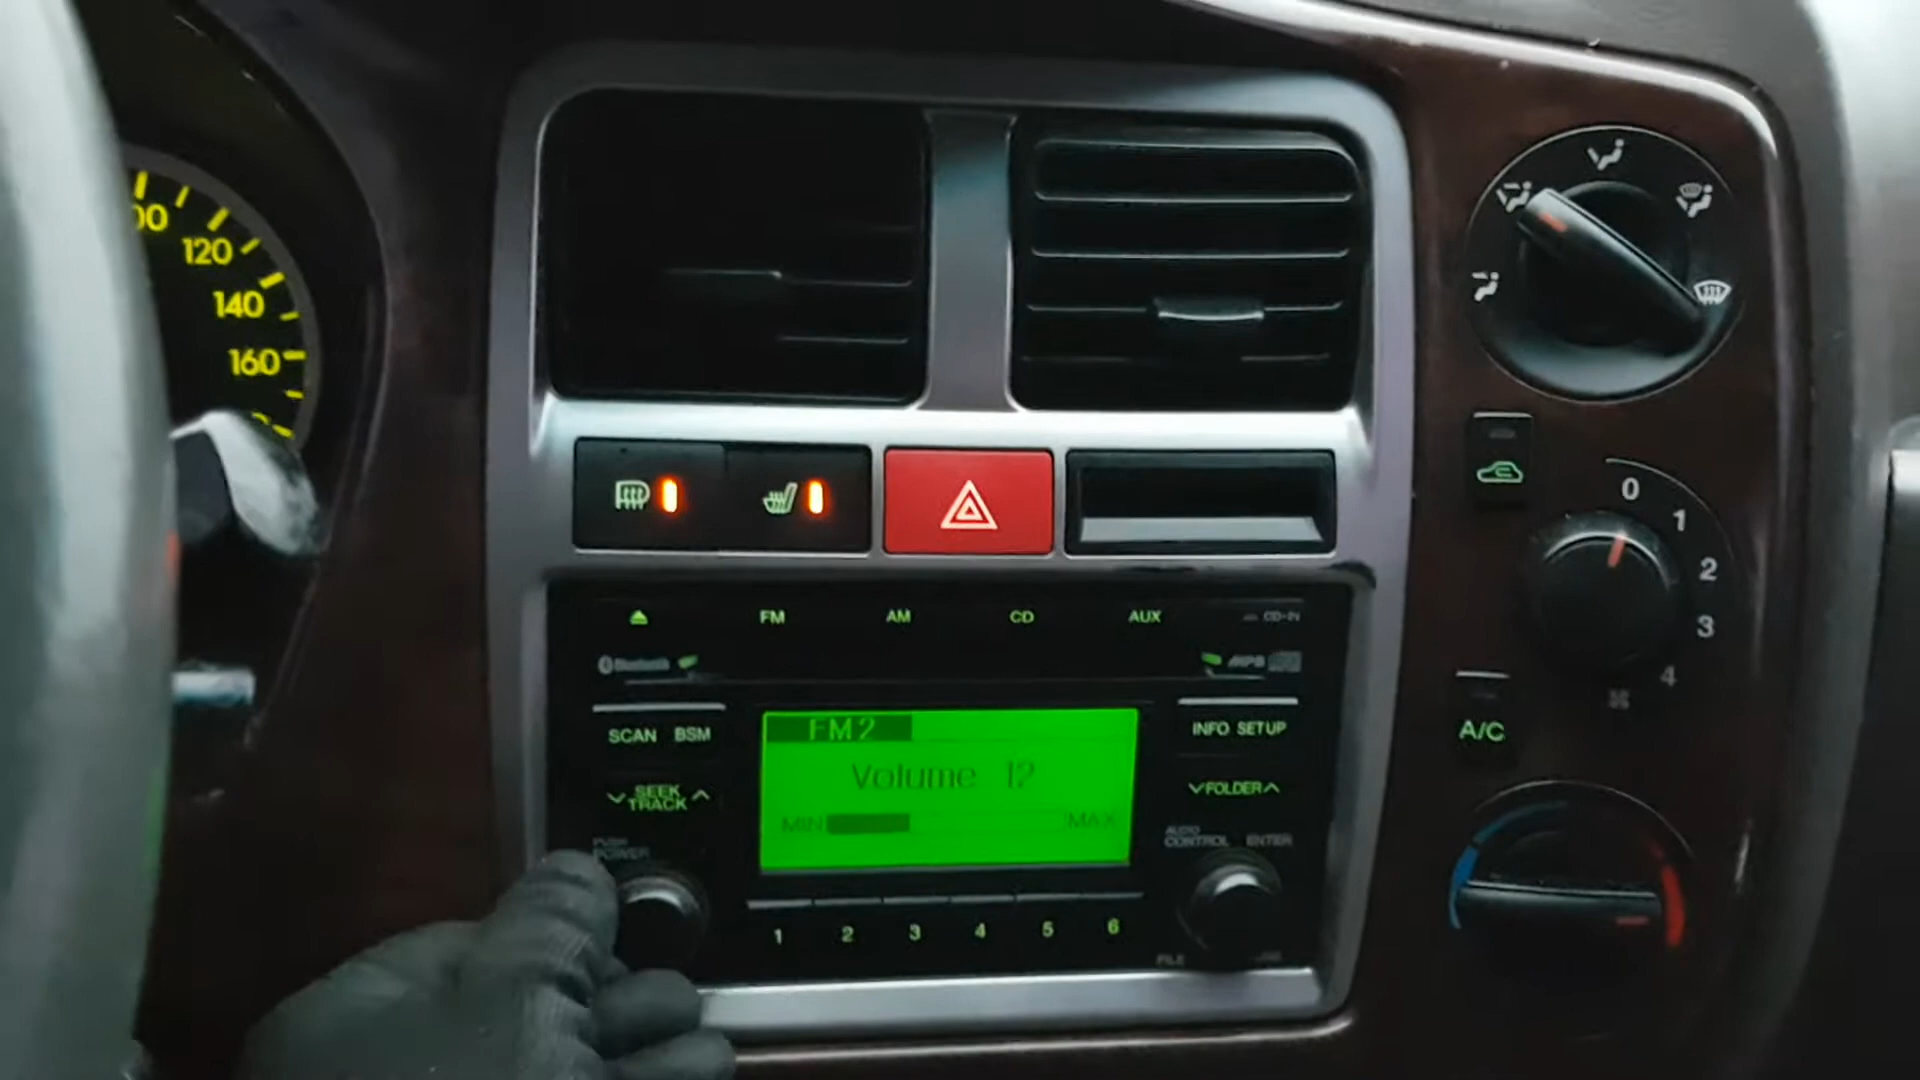 120
140
160
0
1
2
3
4
FM AM CD AUX CD-IN
Bluetooth MP3
SCAN BSM
FM2
INFO SETUP
Volume 12
SEEK
TRACK
FOLDER
MIN MAX
A/C
PUSH
POWER
AUDIO
CONTROL ENTER
1 2 3 4 5 6
FILE